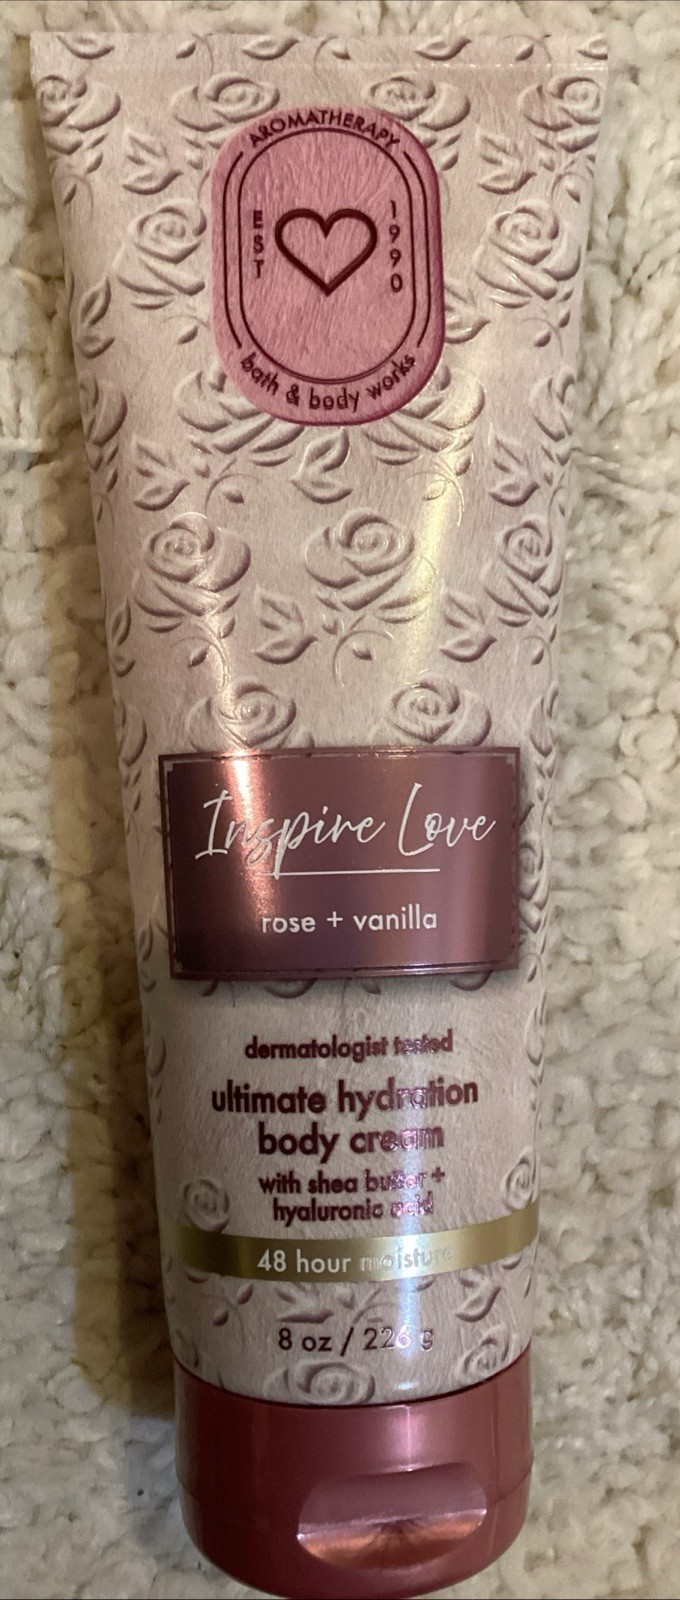 AROMATHERAPY
EST
1990
bath & body works
Inspire Love
rose + vanilla
dermatologist tested
ultimate hydration
body cream
with shea butter +
hyaluronic acid
48 hour moisture
8 oz / 226 g